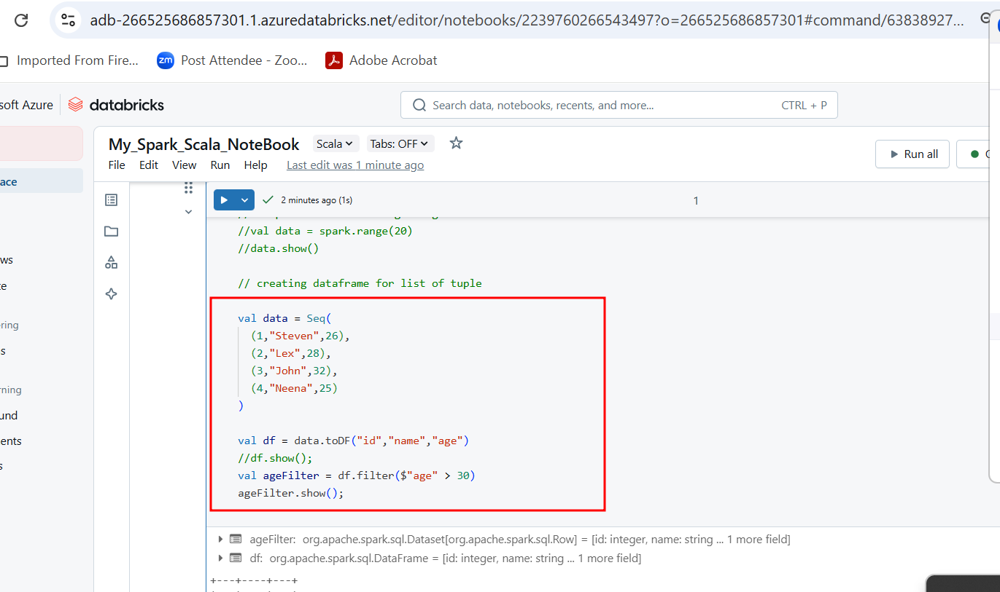 adb-266525686857301.1.azuredatabricks.net/editor/notebooks/2239760266543497?o=266525686857301#command/63838927...
Imported From Fire... zm Post Attendee - Zoo... Adobe Acrobat
soft Azure databricks Search data, notebooks, recents, and more... CTRL + P
My_Spark_Scala_NoteBook Scala Tabs: OFF
File Edit View Run Help Last edit was 1 minute ago
Run all
ace
2 minutes ago (1s) 1
//val data = spark.range(20)
//data.show()
ws
// creating dataframe for list of tuple
te
val data = Seq(
ering
(1,"Steven",26),
s
(2,"Lex",28),
(3,"John",32),
(4,"Neena",25)
rning
)
und
val df = data.toDF("id","name","age")
ents
//df.show();
s
val ageFilter = df.filter($"age" > 30)
ageFilter.show();
ageFilter: org.apache.spark.sql.Dataset[org.apache.spark.sql.Row] = [id: integer, name: string ... 1 more field]
df: org.apache.spark.sql.DataFrame = [id: integer, name: string ... 1 more field]
+---+----+---+